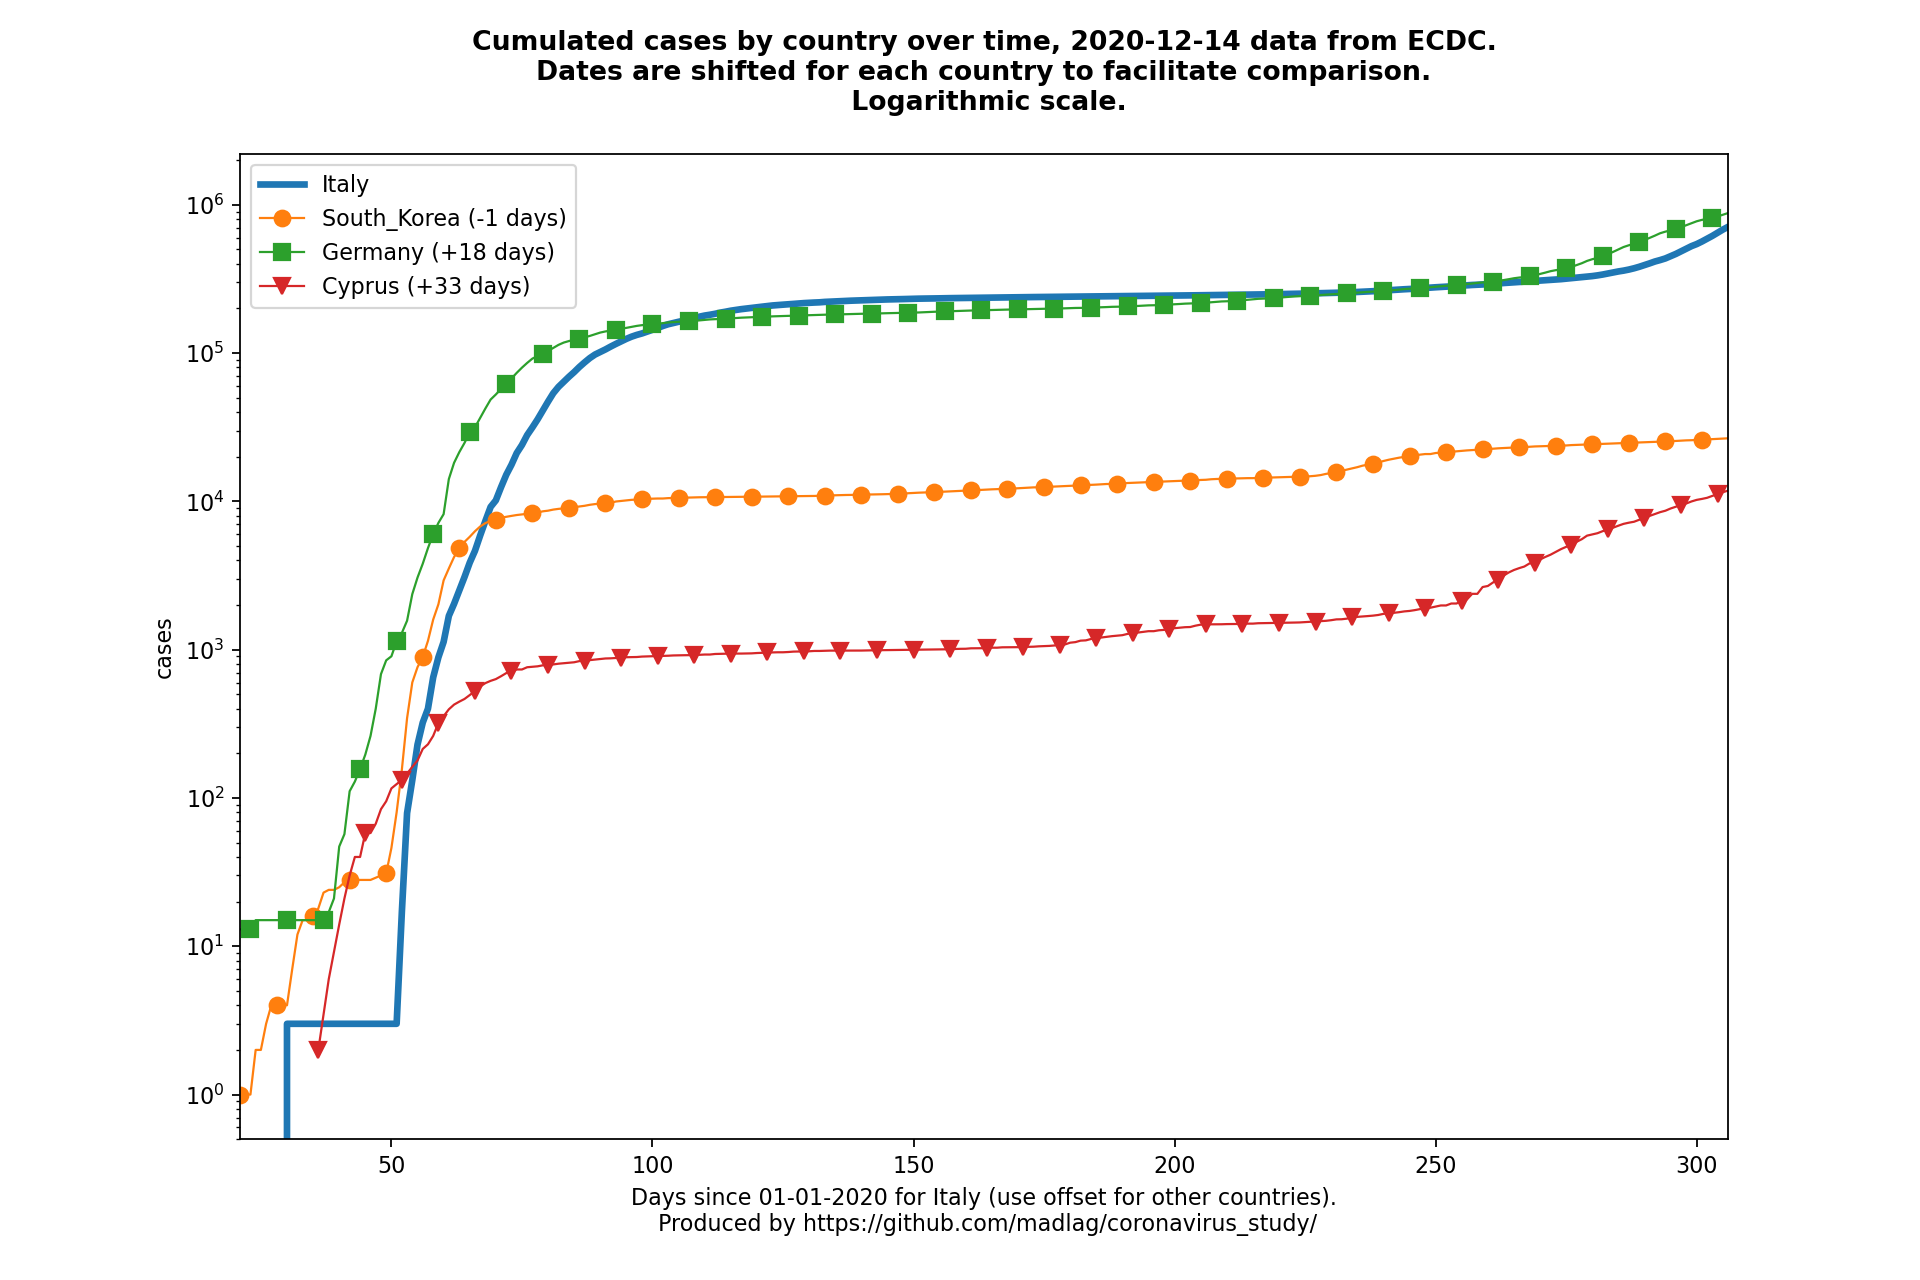 Cumulated cases by country over time, 2020-12-14 data from ECDC.
Dates are shifted for each country to facilitate comparison.
Logarithmic scale.
Italy
South_Korea (-1 days)
Germany (+18 days)
Cyprus (+33 days)
10^6
10^5
10^4
10^3
10^2
10^1
10^0
cases
50 100 150 200 250 300
Days since 01-01-2020 for Italy (use offset for other countries).
Produced by https://github.com/madlag/coronavirus_study/